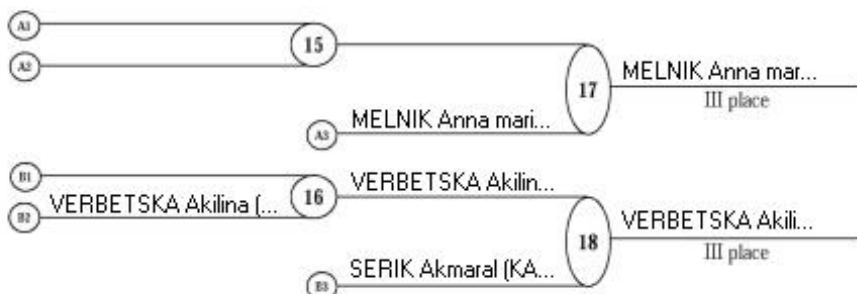 A1
15
A2
17
MELNIK Anna mar...
III place
A3
MELNIK Anna mari...
B1
16
VERBETSKA Akilin...
B2
VERBETSKA Akilina (...
18
VERBETSKA Akili...
III place
B3
SERIK Akmaral (KA...